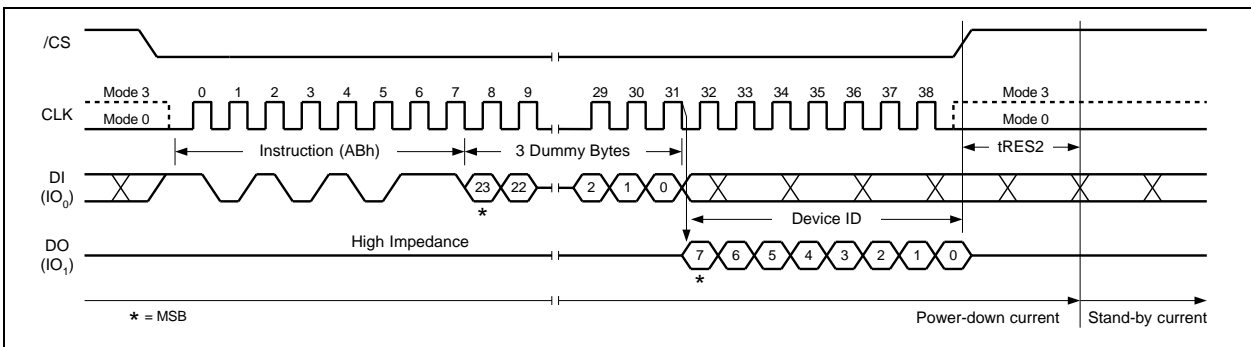 /CS
Mode 3 0 1 2 3 4 5 6 7 8 9 29 30 31 32 33 34 35 36 37 38 Mode 3
CLK
Mode 0 Mode 0
Instruction (ABh) 3 Dummy Bytes tRES2
DI
(IO0)
23 22 2 1 0
*
Device ID
High Impedance
DO
(IO1)
7 6 5 4 3 2 1 0
*
* = MSB
Power-down current Stand-by current